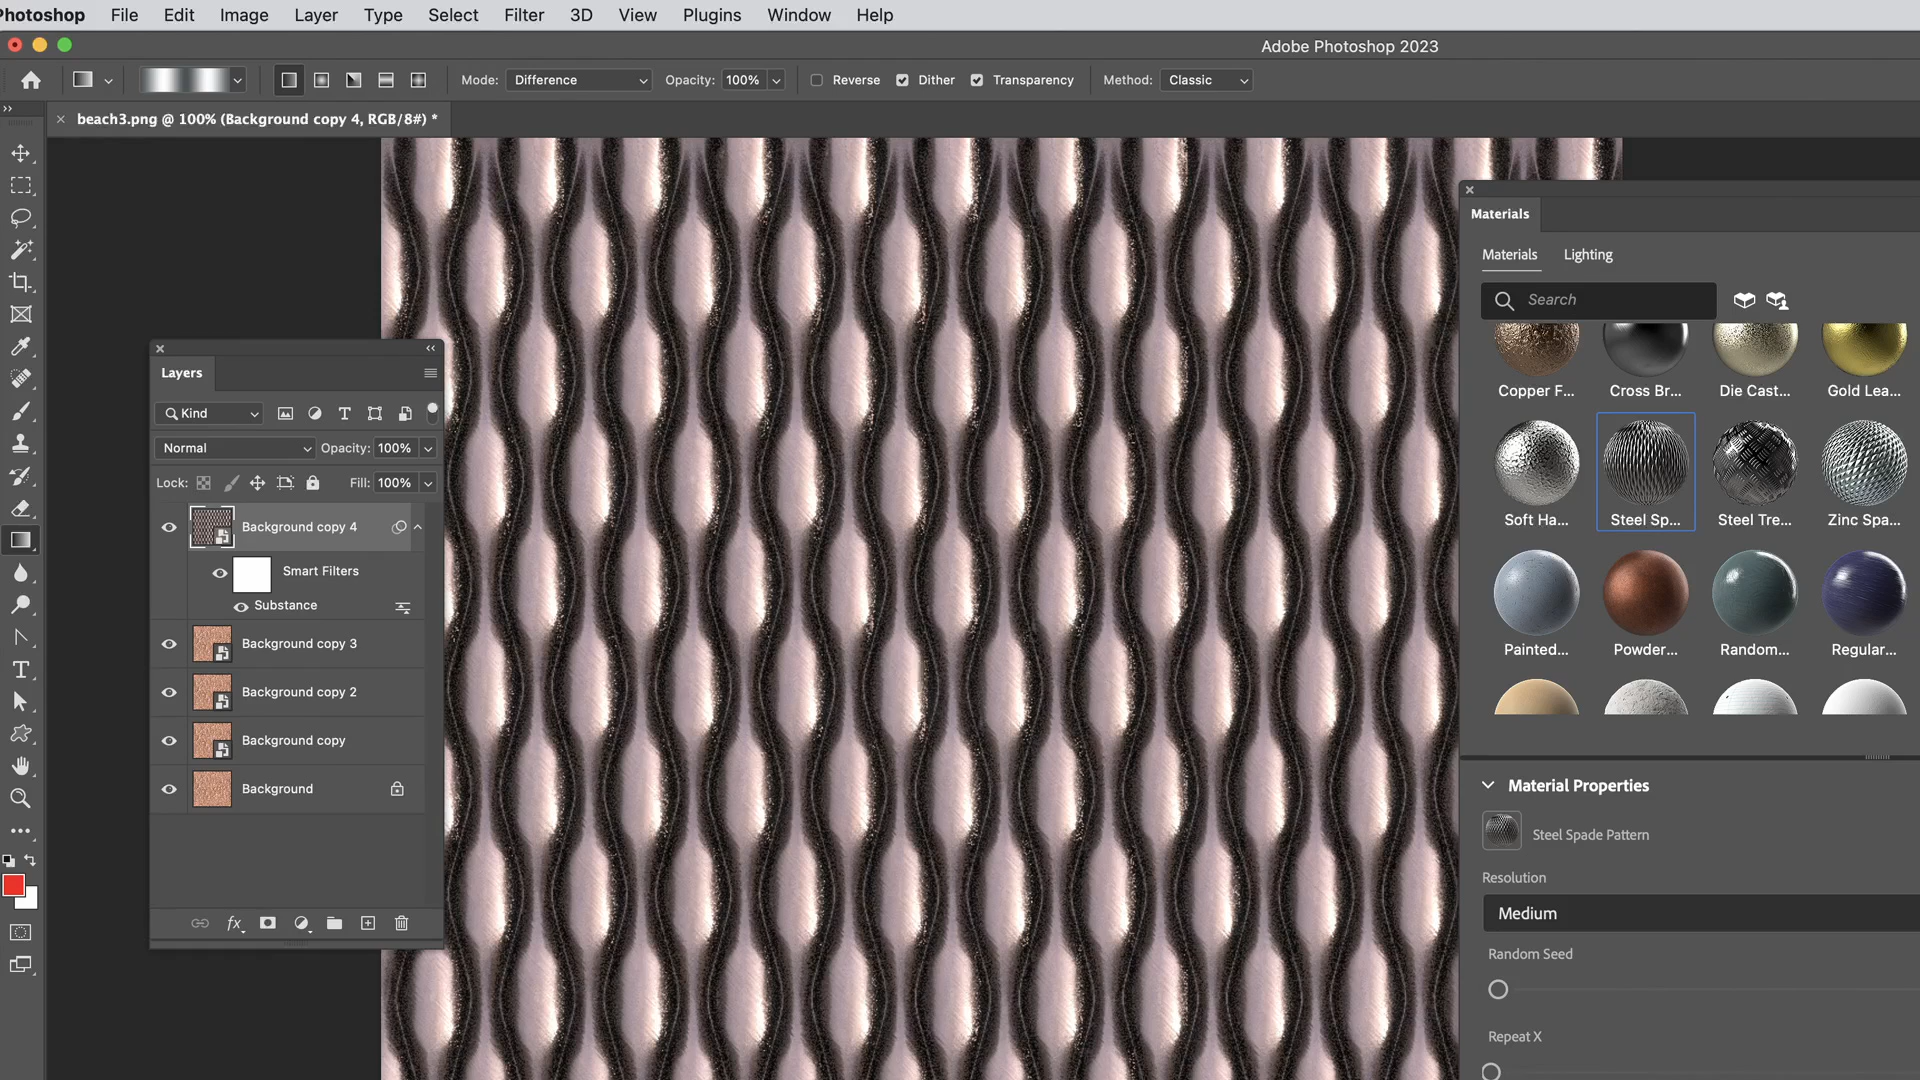 Photoshop File Edit Image Layer Type Select Filter 3D View Plugins Window Help
Adobe Photoshop 2023
Mode: Difference Opacity: 100% Reverse Dither Transparency Method: Classic
beach3.png @ 100% (Background copy 4, RGB/8#) *
Materials
Materials Lighting
Search
Copper F... Cross Br... Die Cast... Gold Lea...
Soft Ha... Steel Sp... Steel Tre... Zinc Spa...
Painted... Powder... Random... Regular...
Material Properties
Steel Spade Pattern
Resolution
Medium
Random Seed
Repeat X
Layers
Kind
Normal Opacity: 100%
Lock: Fill: 100%
Background copy 4
Smart Filters
Substance
Background copy 3
Background copy 2
Background copy
Background
fx